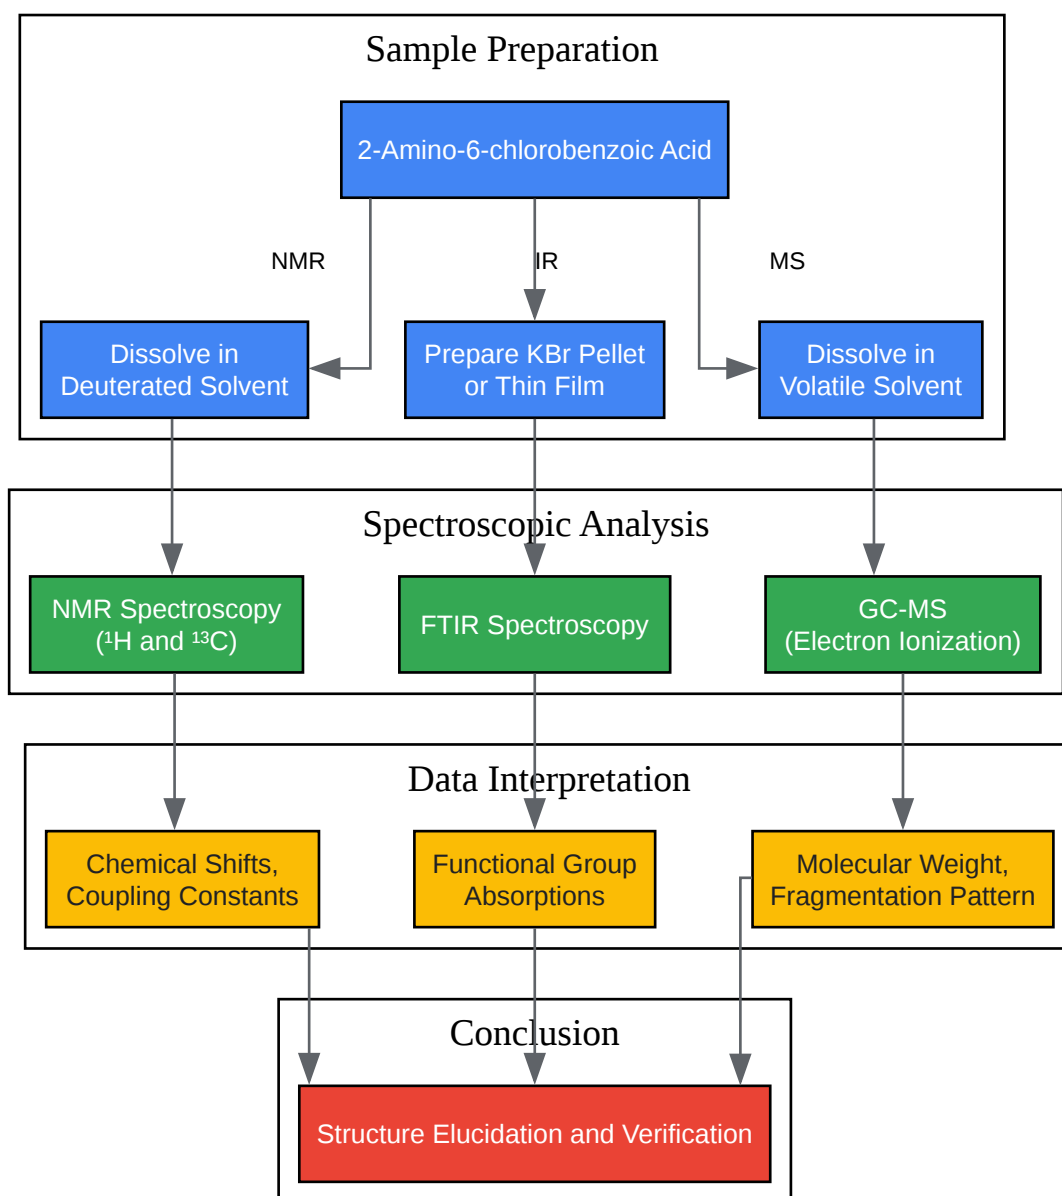 Sample Preparation
2-Amino-6-chlorobenzoic Acid
NMR
IR
MS
Dissolve in
Deuterated Solvent
Prepare KBr Pellet
or Thin Film
Dissolve in
Volatile Solvent
Spectroscopic Analysis
NMR Spectroscopy
(¹H and ¹³C)
FTIR Spectroscopy
GC-MS
(Electron Ionization)
Data Interpretation
Chemical Shifts,
Coupling Constants
Functional Group
Absorptions
Molecular Weight,
Fragmentation Pattern
Conclusion
Structure Elucidation and Verification